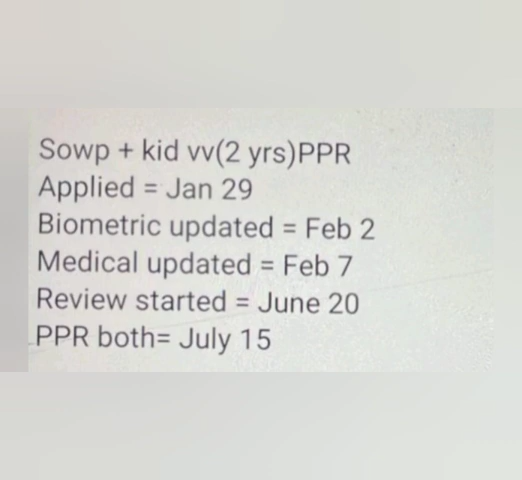 Sowp + kid vv(2 yrs)PPR
Applied = Jan 29
Biometric updated = Feb 2
Medical updated = Feb 7
Review started = June 20
PPR both= July 15